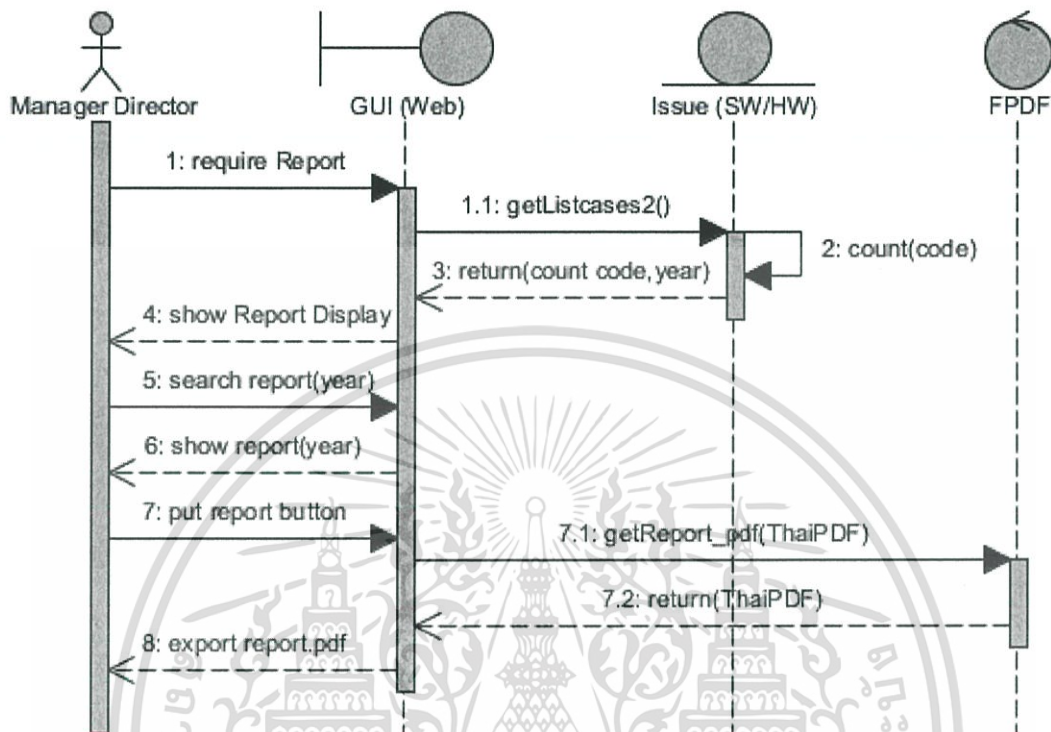 Manager Director
GUI (Web)
Issue (SW/HW)
FPDF
1: require Report
1.1: getListcases2()
2: count(code)
3: return(count code,year)
4: show Report Display
5: search report(year)
6: show report(year)
7: put report button
7.1: getReport_pdf(ThaiPDF)
7.2: return(ThaiPDF)
8: export report.pdf